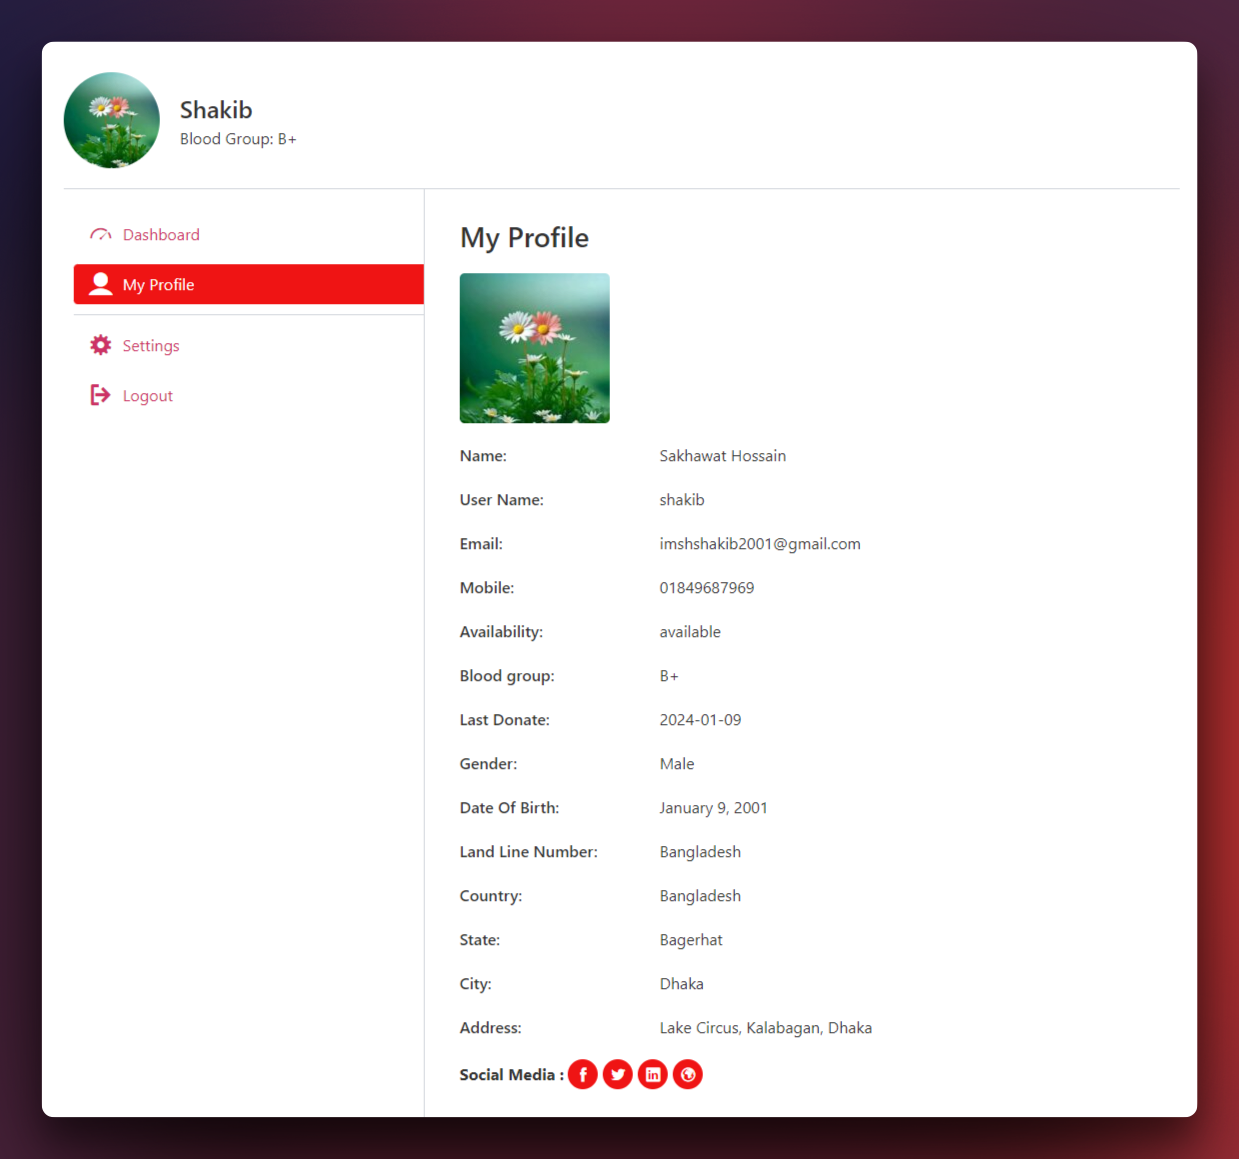 Shakib
Blood Group: B+
Dashboard
My Profile
Settings
Logout
My Profile
Name: Sakhawat Hossain
User Name: shakib
Email: imshshakib2001@gmail.com
Mobile: 01849687969
Availability: available
Blood group: B+
Last Donate: 2024-01-09
Gender: Male
Date Of Birth: January 9, 2001
Land Line Number: Bangladesh
Country: Bangladesh
State: Bagerhat
City: Dhaka
Address: Lake Circus, Kalabagan, Dhaka
Social Media :